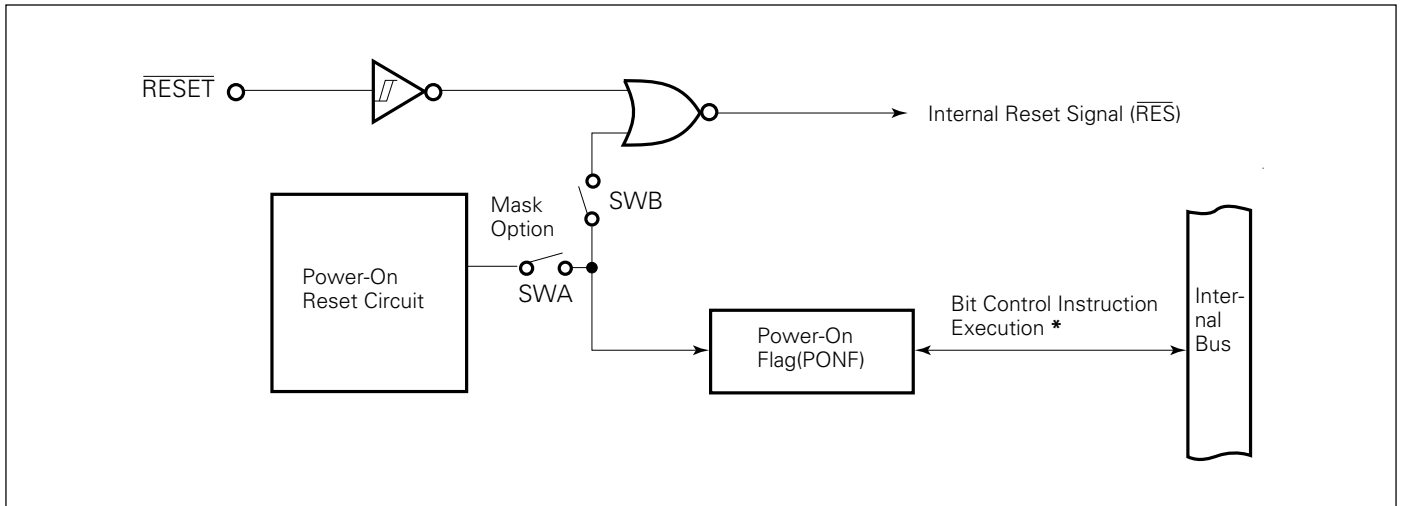 RESET
Internal Reset Signal (RES)
SWB
Mask
Option
Power-On
Reset Circuit
SWA
Bit Control Instruction
Execution *
Inter-
nal
Bus
Power-On
Flag(PONF)